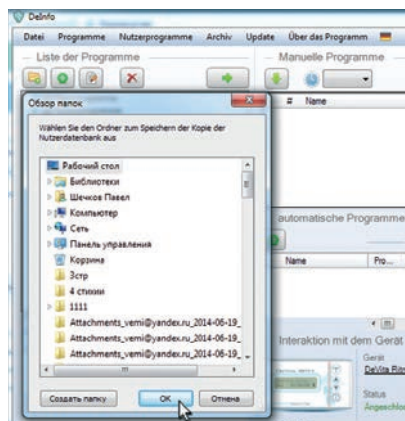 DeInfo
Datei Programme Nutzerprogramme Archiv Update Über das Programm
Liste der Programme
Manuelle Programme
Обзор папок
# Name
Wählen Sie den Ordner zum Speichern der Kopie der
Nutzerdatenbank aus
Рабочий стол
Библиотеки
Шечков Павел
Компьютер
Сеть
Панель управления
Корзина
3стр
4 стихии
1111
Attachments_vemi@yandex.ru_2014-06-19_
Attachments_vemi@yandex.ru_2014-06-19_
Attachments_vemi@yandex.ru_2014-06-19_
Создать папку
OK
Отмена
automatische Programme
Name Pro...
Interaktion mit dem Gerät
Gerät
DeVita Rit
Status
Angeschlo